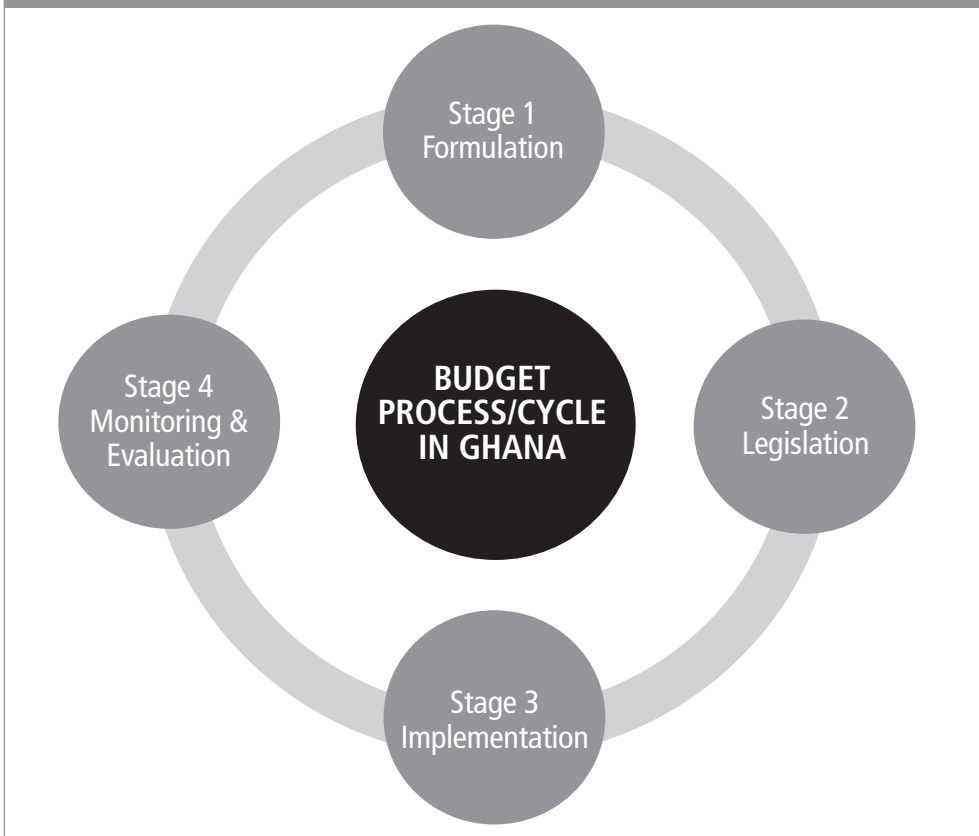 Stage 1
Formulation
Stage 4
Monitoring &
Evaluation
BUDGET
PROCESS/CYCLE
IN GHANA
Stage 2
Legislation
Stage 3
Implementation